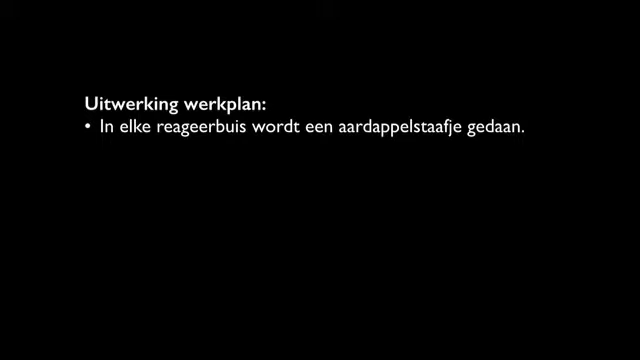 Uitwerking werkplan:
• In elke reageerbuis wordt een aardappelstaafje gedaan.